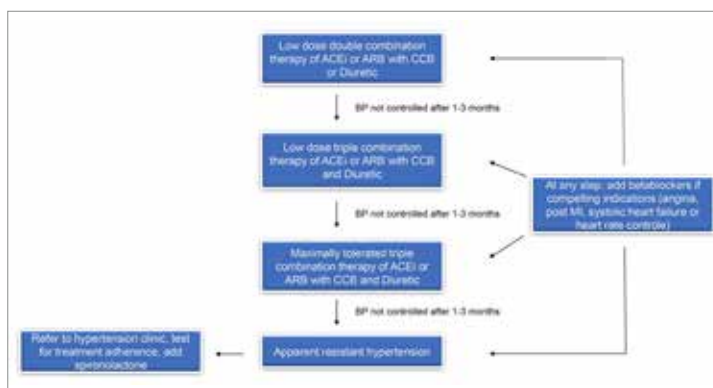 Low dose double combination
therapy of ACEi or ARB with CCB
or Diuretic
BP not controlled after 1-3 months
Low dose triple combination
therapy of ACEi or ARB with CCB
and Diuretic
At any step: add betablockers if
compelling indications (angina,
post MI, systolic heart failure or
heart rate controle)
BP not controlled after 1-3 months
Maximally tolerated triple
combination therapy of ACEi or
ARB with CCB and Diuretic
BP not controlled after 1-3 months
Refer to hypertension clinic, test
for treatment adherence, add
spironolactone
Apparent resistant hypertension